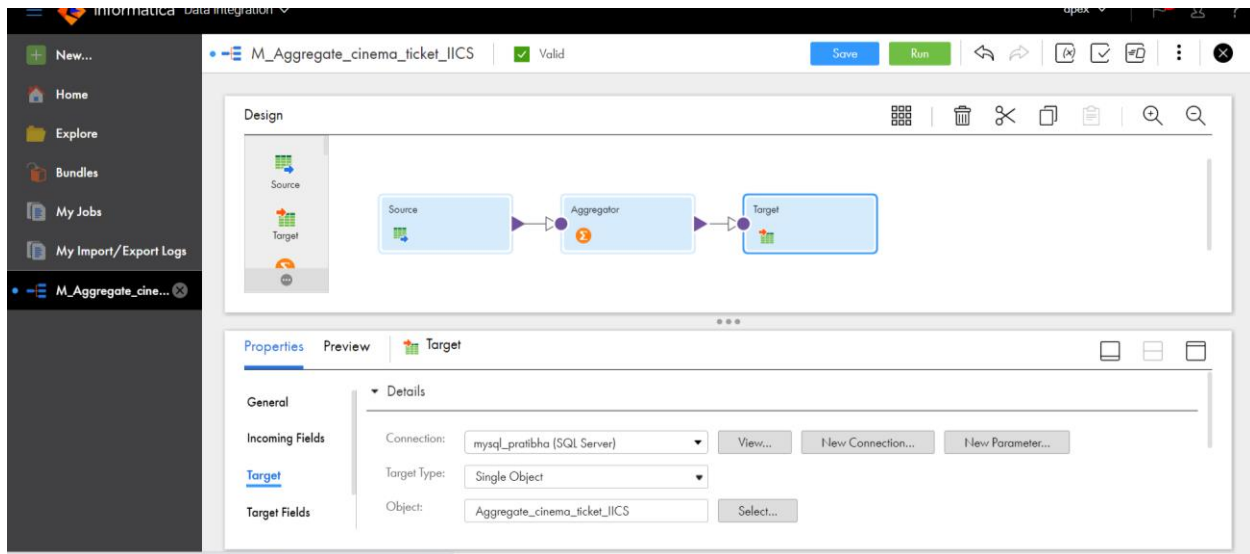 Informatica Data Integration
apex
?
New...
M_Aggregate_cinema_ticket_IICS
Valid
Save
Run
Home
Explore
Bundles
My Jobs
My Import/Export Logs
M_Aggregate_cine...
Design
Source
Target
Source
Aggregator
Target
Properties
Preview
Target
General
Incoming Fields
Target
Target Fields
Details
Connection:
mysql_pratibha (SQL Server)
View...
New Connection...
New Parameter...
Target Type:
Single Object
Object:
Aggregate_cinema_ticket_IICS
Select...